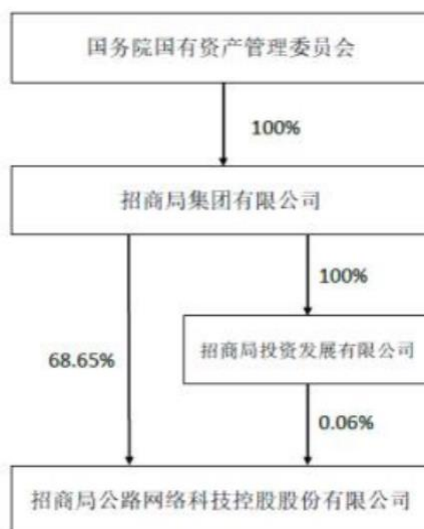 国务院国有资产管理委员会
100%
招商局集团有限公司
100%
招商局投资发展有限公司
68.65%
0.06%
招商局公路网络科技控股股份有限公司